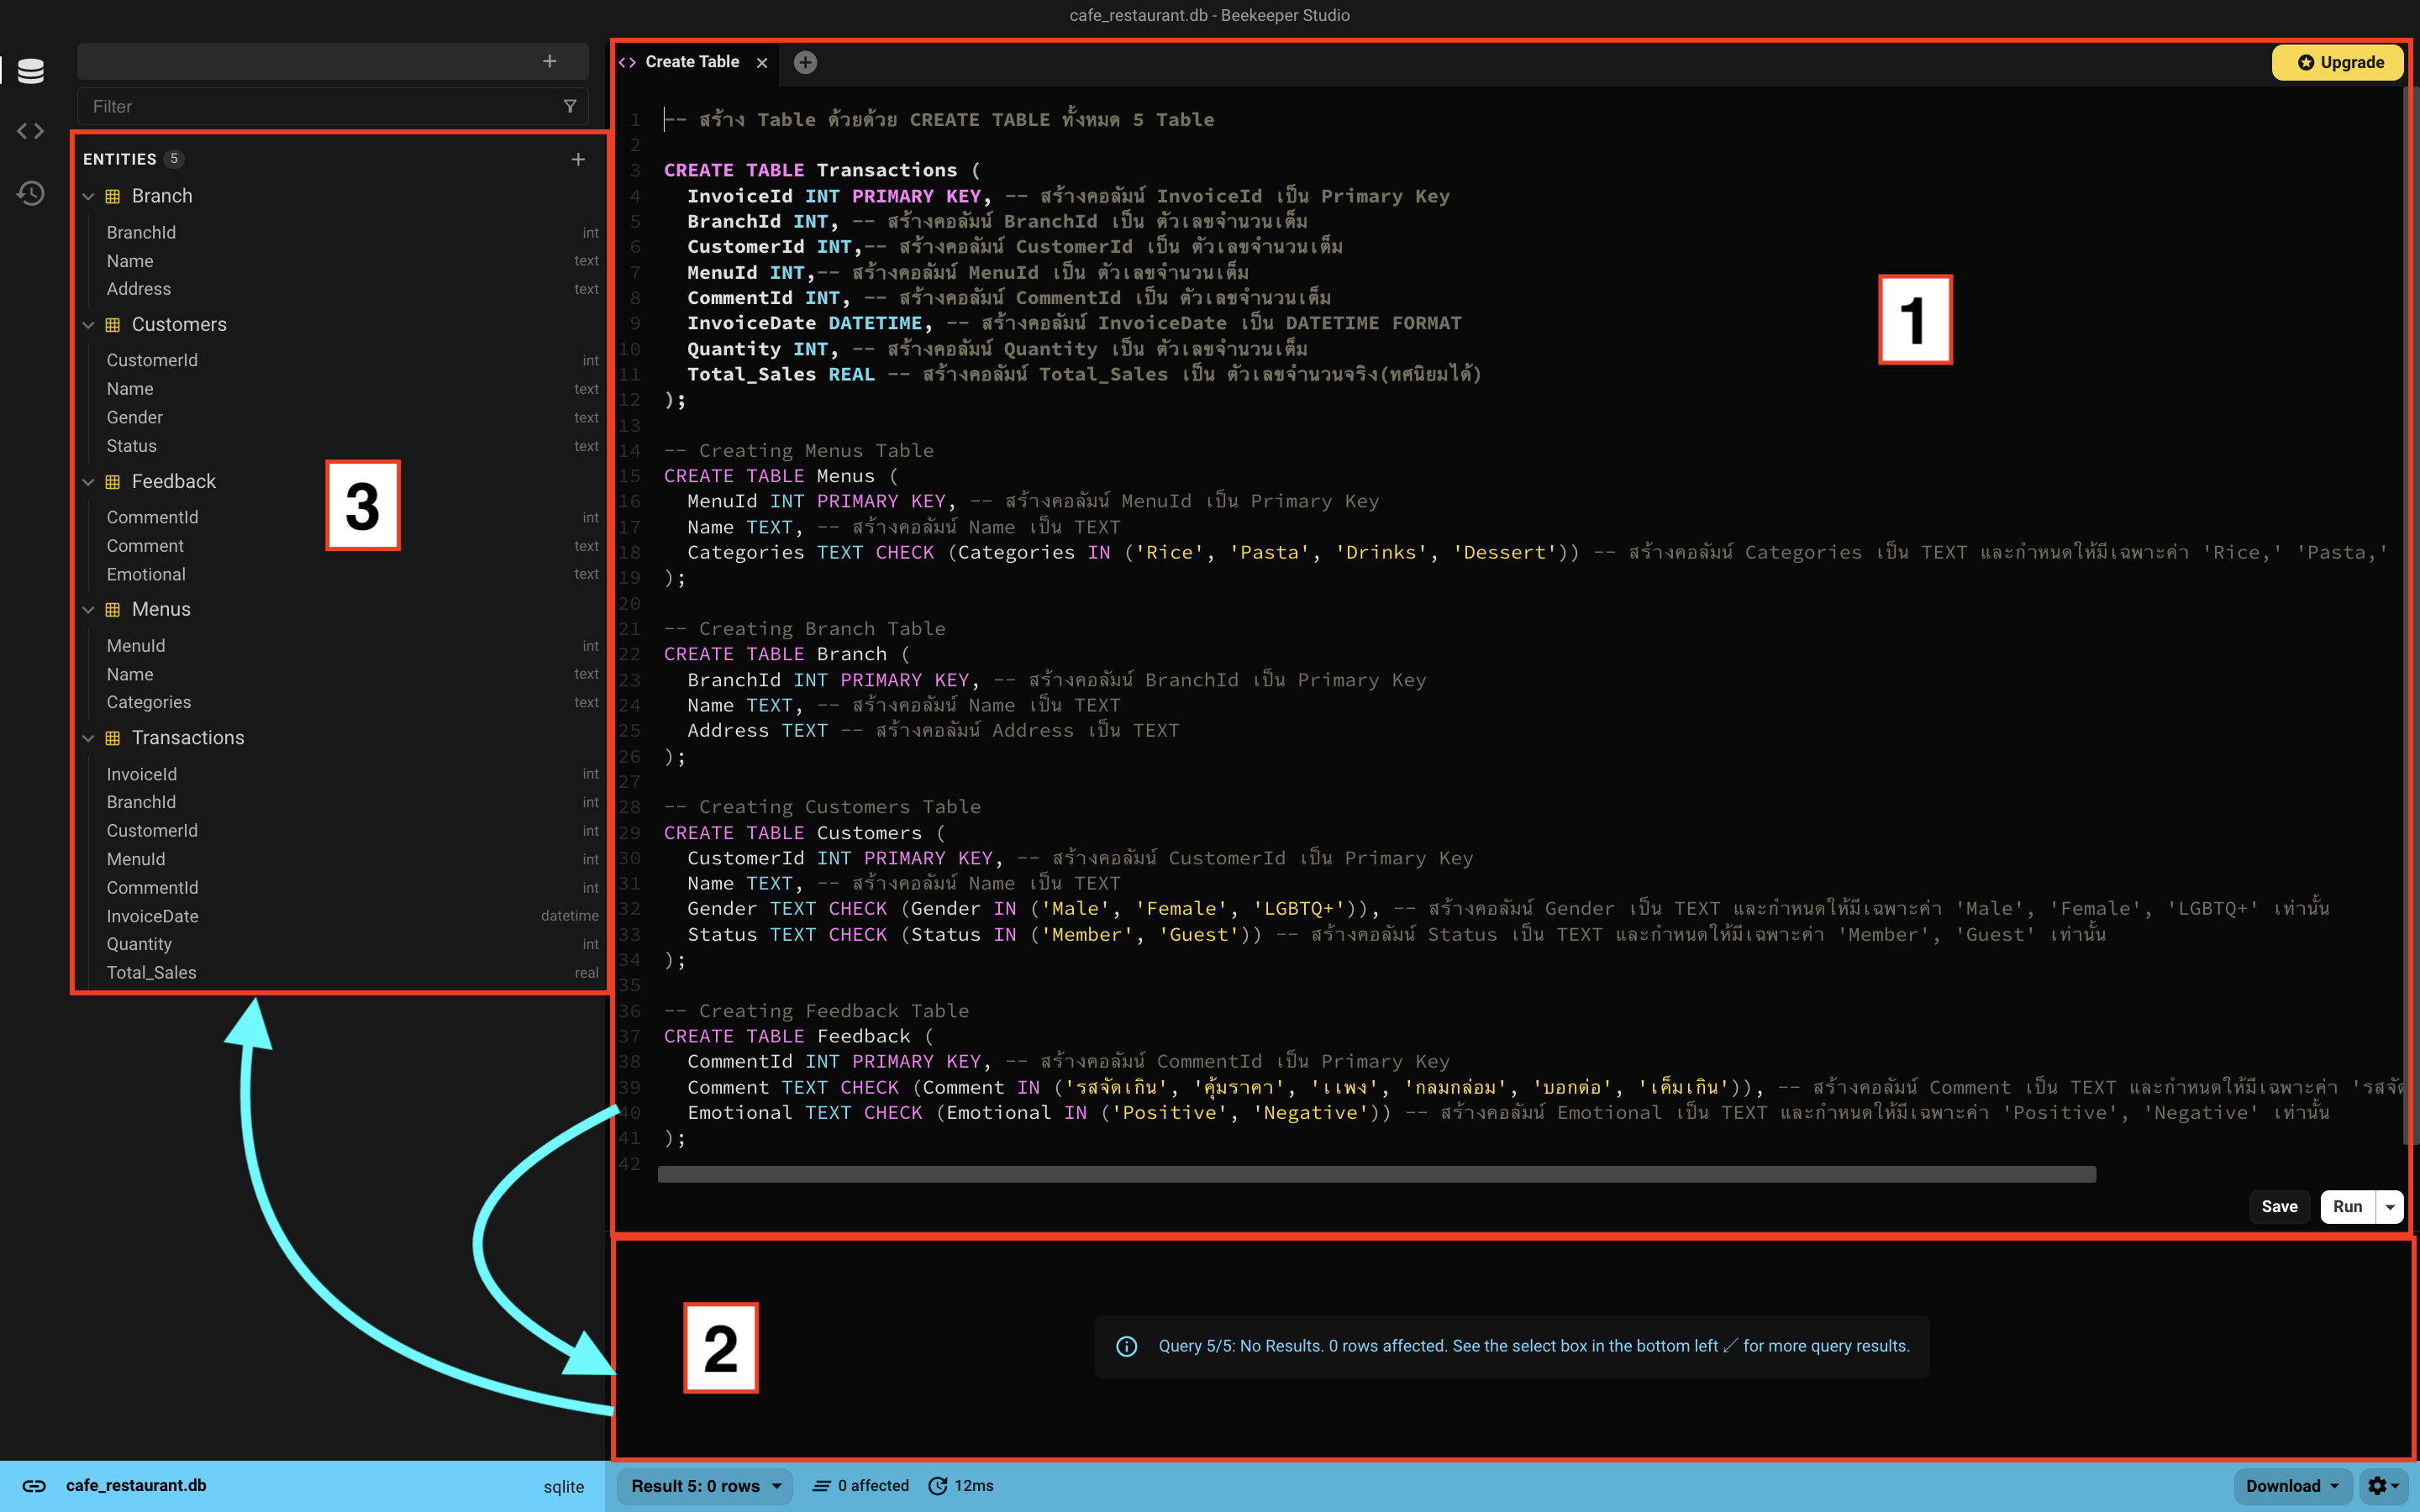 cafe_restaurant.db - Beekeeper Studio
Filter
ENTITIES 5
Branch
BranchId int
Name text
Address text
Customers
CustomerId int
Name text
Gender text
Status text
Feedback
CommentId int
Comment text
Emotional text
Menus
MenuId int
Name text
Categories text
Transactions
InvoiceId int
BranchId int
CustomerId int
MenuId int
CommentId int
InvoiceDate datetime
Quantity int
Total_Sales real
3
Create Table
Upgrade
1 -- สร้าง Table ด้วยด้วย CREATE TABLE ทั้งหมด 5 Table
2
3 CREATE TABLE Transactions (
4 InvoiceId INT PRIMARY KEY, -- สร้างคอลัมน์ InvoiceId เป็น Primary Key
5 BranchId INT, -- สร้างคอลัมน์ BranchId เป็น ตัวเลขจำนวนเต็ม
6 CustomerId INT,-- สร้างคอลัมน์ CustomerId เป็น ตัวเลขจำนวนเต็ม
7 MenuId INT,-- สร้างคอลัมน์ MenuId เป็น ตัวเลขจำนวนเต็ม
8 CommentId INT, -- สร้างคอลัมน์ CommentId เป็น ตัวเลขจำนวนเต็ม
9 InvoiceDate DATETIME, -- สร้างคอลัมน์ InvoiceDate เป็น DATETIME FORMAT
10 Quantity INT, -- สร้างคอลัมน์ Quantity เป็น ตัวเลขจำนวนเต็ม
11 Total_Sales REAL -- สร้างคอลัมน์ Total_Sales เป็น ตัวเลขจำนวนจริง(ทศนิยมได้)
12 );
13
14 -- Creating Menus Table
15 CREATE TABLE Menus (
16 MenuId INT PRIMARY KEY, -- สร้างคอลัมน์ MenuId เป็น Primary Key
17 Name TEXT, -- สร้างคอลัมน์ Name เป็น TEXT
18 Categories TEXT CHECK (Categories IN ('Rice', 'Pasta', 'Drinks', 'Dessert')) -- สร้างคอลัมน์ Categories เป็น TEXT และกำหนดให้มีเฉพาะค่า 'Rice,' 'Pasta,'
19 );
20
21 -- Creating Branch Table
22 CREATE TABLE Branch (
23 BranchId INT PRIMARY KEY, -- สร้างคอลัมน์ BranchId เป็น Primary Key
24 Name TEXT, -- สร้างคอลัมน์ Name เป็น TEXT
25 Address TEXT -- สร้างคอลัมน์ Address เป็น TEXT
26 );
27
28 -- Creating Customers Table
29 CREATE TABLE Customers (
30 CustomerId INT PRIMARY KEY, -- สร้างคอลัมน์ CustomerId เป็น Primary Key
31 Name TEXT, -- สร้างคอลัมน์ Name เป็น TEXT
32 Gender TEXT CHECK (Gender IN ('Male', 'Female', 'LGBTQ+')), -- สร้างคอลัมน์ Gender เป็น TEXT และกำหนดให้มีเฉพาะค่า 'Male', 'Female', 'LGBTQ+' เท่านั้น
33 Status TEXT CHECK (Status IN ('Member', 'Guest')) -- สร้างคอลัมน์ Status เป็น TEXT และกำหนดให้มีเฉพาะค่า 'Member', 'Guest' เท่านั้น
34 );
35
36 -- Creating Feedback Table
37 CREATE TABLE Feedback (
38 CommentId INT PRIMARY KEY, -- สร้างคอลัมน์ CommentId เป็น Primary Key
39 Comment TEXT CHECK (Comment IN ('รสจัดเกิน', 'คุ้มราคา', 'แพง', 'กลมกล่อม', 'บอกต่อ', 'เค็มเกิน')), -- สร้างคอลัมน์ Comment เป็น TEXT และกำหนดให้มีเฉพาะค่า 'รสจัด
40 Emotional TEXT CHECK (Emotional IN ('Positive', 'Negative')) -- สร้างคอลัมน์ Emotional เป็น TEXT และกำหนดให้มีเฉพาะค่า 'Positive', 'Negative' เท่านั้น
41 );
42
1
Save Run
2
Query 5/5: No Results. 0 rows affected. See the select box in the bottom left ↙ for more query results.
cafe_restaurant.db sqlite Result 5: 0 rows 0 affected 12ms Download